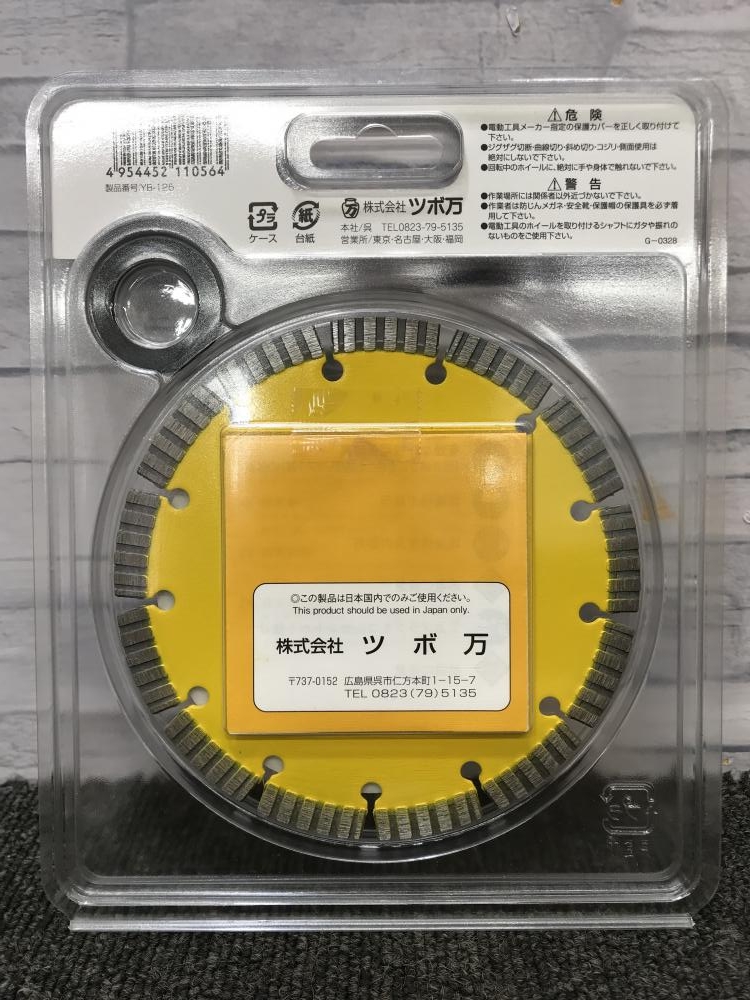 4 954452 110564
製品番号/YB-125
プラ
ケース
紙
台紙
株式会社 ツボ万
本社/呉 TEL0823-79-5135
営業所/東京・名古屋・大阪・福岡
⚠危険
●電動工具メーカー指定の保護カバーを正しく取り付けて
下さい。
●ジグザグ切断・曲線切り・斜め切り・コジリ・側面使用は
絶対にしないで下さい。
●回転中のホイールに、絶対に手や身体で触れないで下さい。
⚠警告
●作業場所には関係者以外近づかないで下さい。
●作業者は防じんメガネ・安全靴・保護帽の保護具を必ず着
用して下さい。
●電動工具のホイールを取り付けるシャフトにガタや振れの
ないものをご使用下さい。
G-0328
◎この製品は日本国内でのみご使用ください。
This product should be used in Japan only.
株式会社 ツボ万
〒737-0152 広島県呉市仁方本町1-15-7
TEL 0823(79)5135